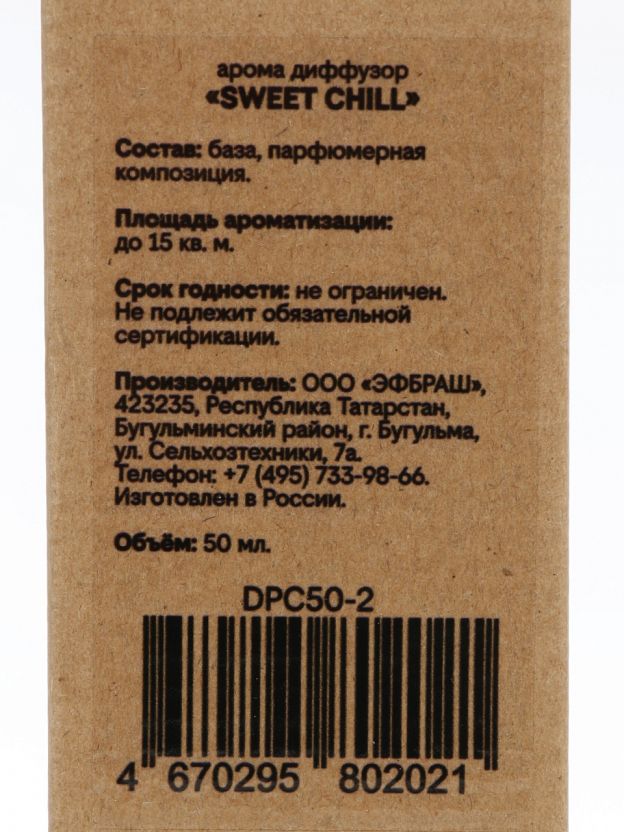 арома диффузор
«SWEET CHILL»
Состав: база, парфюмерная
композиция.
Площадь ароматизации:
до 15 кв. м.
Срок годности: не ограничен.
Не подлежит обязательной
сертификации.
Производитель: ООО «ЭФБРАШ»,
423235, Республика Татарстан,
Бугульминский район, г. Бугульма,
ул. Сельхозтехники, 7а.
Телефон: +7 (495) 733-98-66.
Изготовлен в России.
Объём: 50 мл.
DPC50-2
4 670295 802021